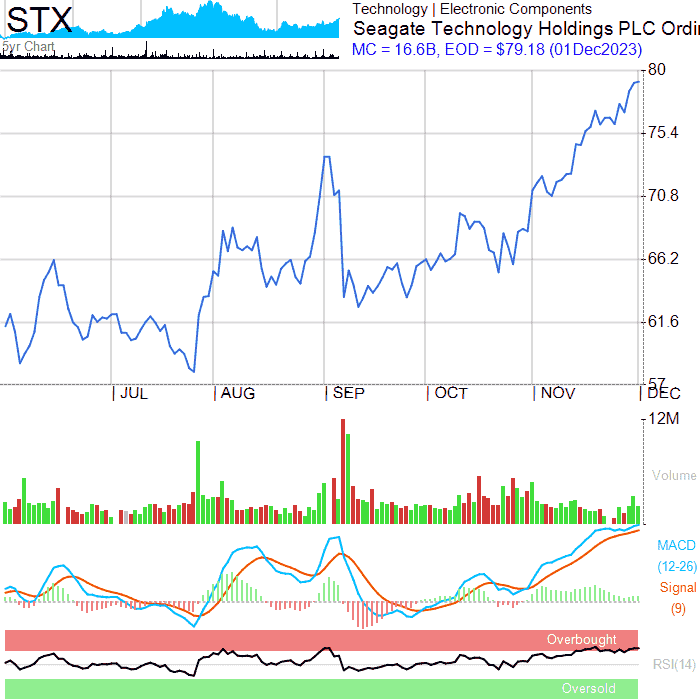 STX
5yr Chart
Technology | Electronic Components
Seagate Technology Holdings PLC Ordi
MC = 16.6B, EOD = $79.18 (01Dec2023)
80
75.4
70.8
66.2
61.6
57
JUL AUG SEP OCT NOV DEC
12M
Volume
MACD
(12-26)
Signal
(9)
Overbought
RSI(14)
Oversold